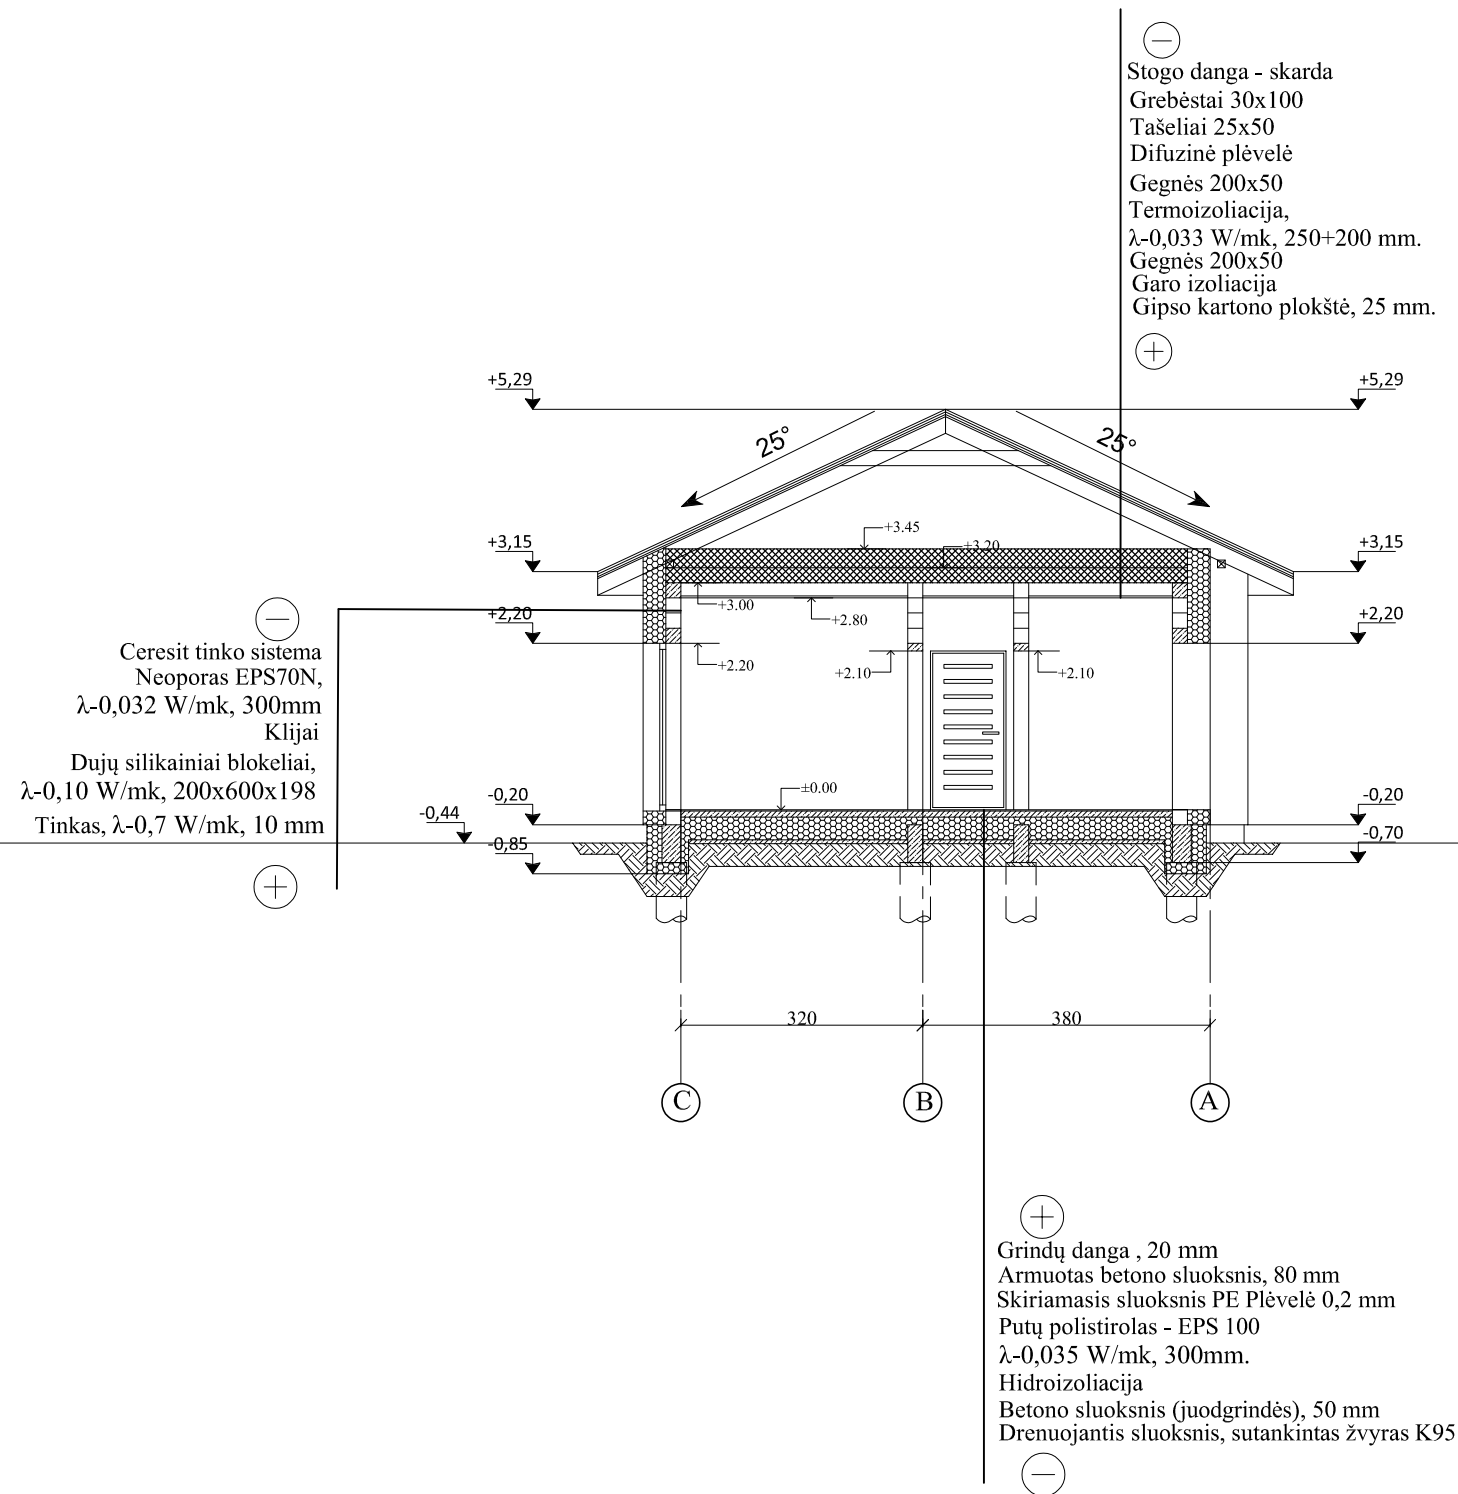 Stogo danga - skarda
Grebėstai 30x100
Tašeliai 25x50
Difuzinė plėvelė
Gegnės 200x50
Termoizoliacija,
λ-0,033 W/mk, 250+200 mm.
Gegnės 200x50
Garo izoliacija
Gipso kartono plokštė, 25 mm.
+5,29
+5,29
25°
25°
+3.45
+3,15
+3.20
+3,15
+3.00
+2.80
+2,20
+2,20
+2.20
+2.10
+2.10
Ceresit tinko sistema
Neoporas EPS70N,
λ-0,032 W/mk, 300mm
Klijai
Dujų silikainiai blokeliai,
λ-0,10 W/mk, 200x600x198
Tinkas, λ-0,7 W/mk, 10 mm
±0.00
-0,20
-0,20
-0,44
-0,85
-0,70
320
380
C
B
A
Grindų danga , 20 mm
Armuotas betono sluoksnis, 80 mm
Skiriamasis sluoksnis PE Plėvelė 0,2 mm
Putų polistirolas - EPS 100
λ-0,035 W/mk, 300mm.
Hidroizoliacija
Betono sluoksnis (juodgrindės), 50 mm
Drenuojantis sluoksnis, sutankintas žvyras K95